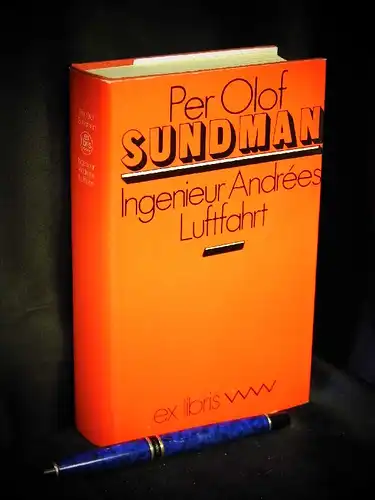 Per Olof
SUNDMAN
Ingenieur Andrées
Luftfahrt
ex libris